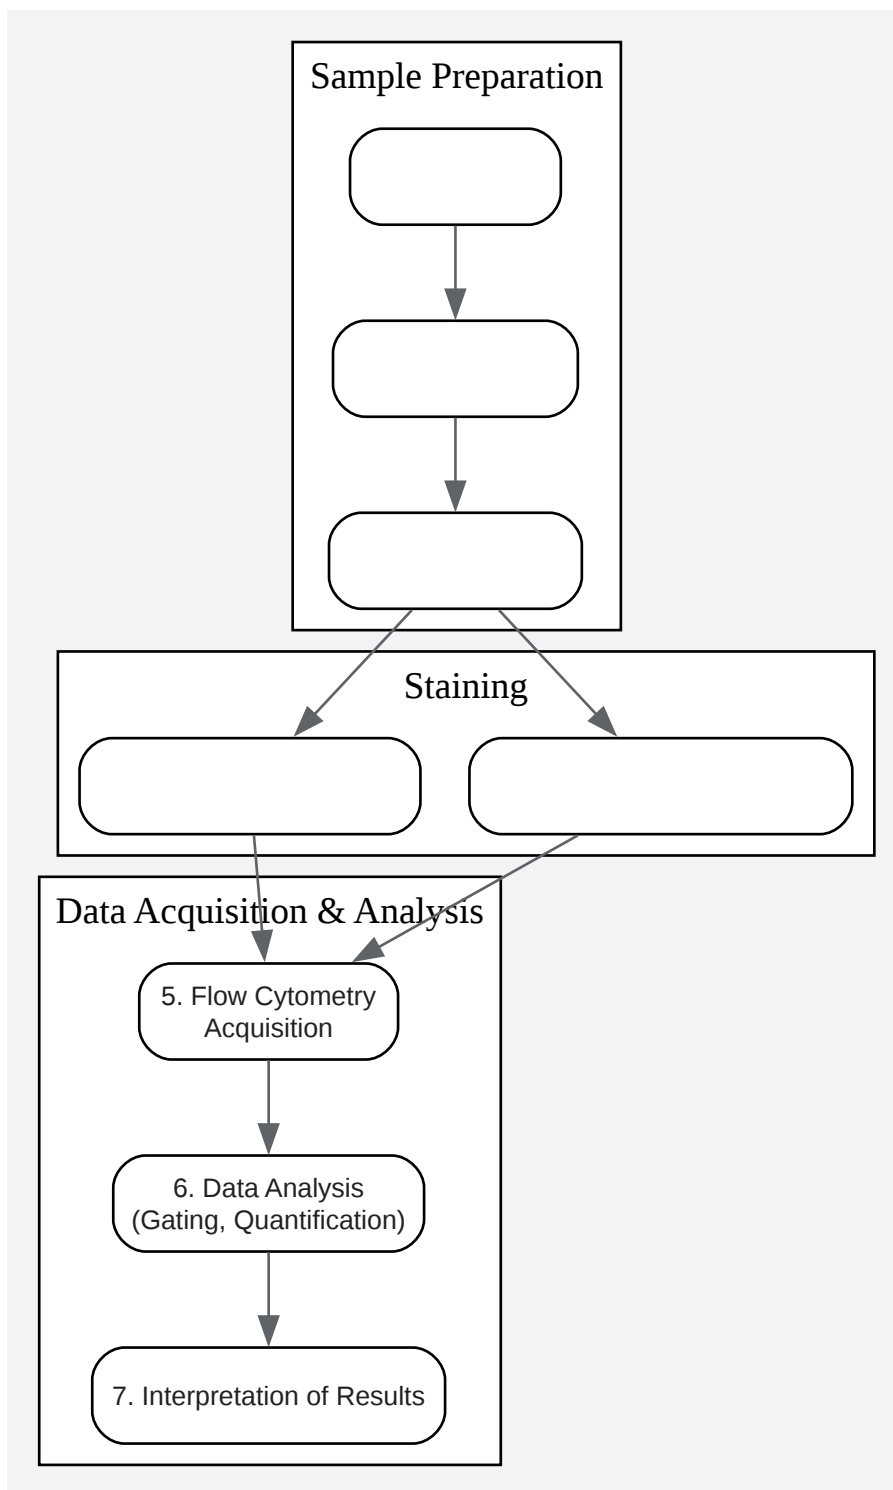 Sample Preparation
Staining
Data Acquisition & Analysis
5. Flow Cytometry
Acquisition
6. Data Analysis
(Gating, Quantification)
7. Interpretation of Results